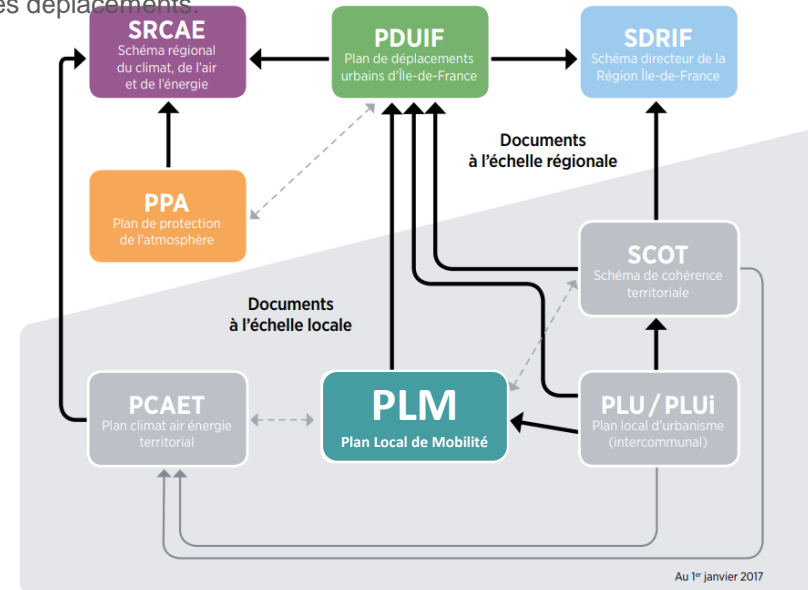 es déplacements.
SRCAE
Schéma régional
du climat, de l'air
et de l'énergie
PDUIF
Plan de déplacements
urbains d'Île-de-France
SDRIF
Schéma directeur de la
Région Île-de-France
Documents
à l'échelle régionale
PPA
Plan de protection
de l'atmosphère
SCOT
Schéma de cohérence
territoriale
Documents
à l'échelle locale
PCAET
Plan climat air énergie
territorial
PLM
Plan Local de Mobilité
PLU / PLUi
Plan local d'urbanisme
(intercommunal)
Au 1er janvier 2017